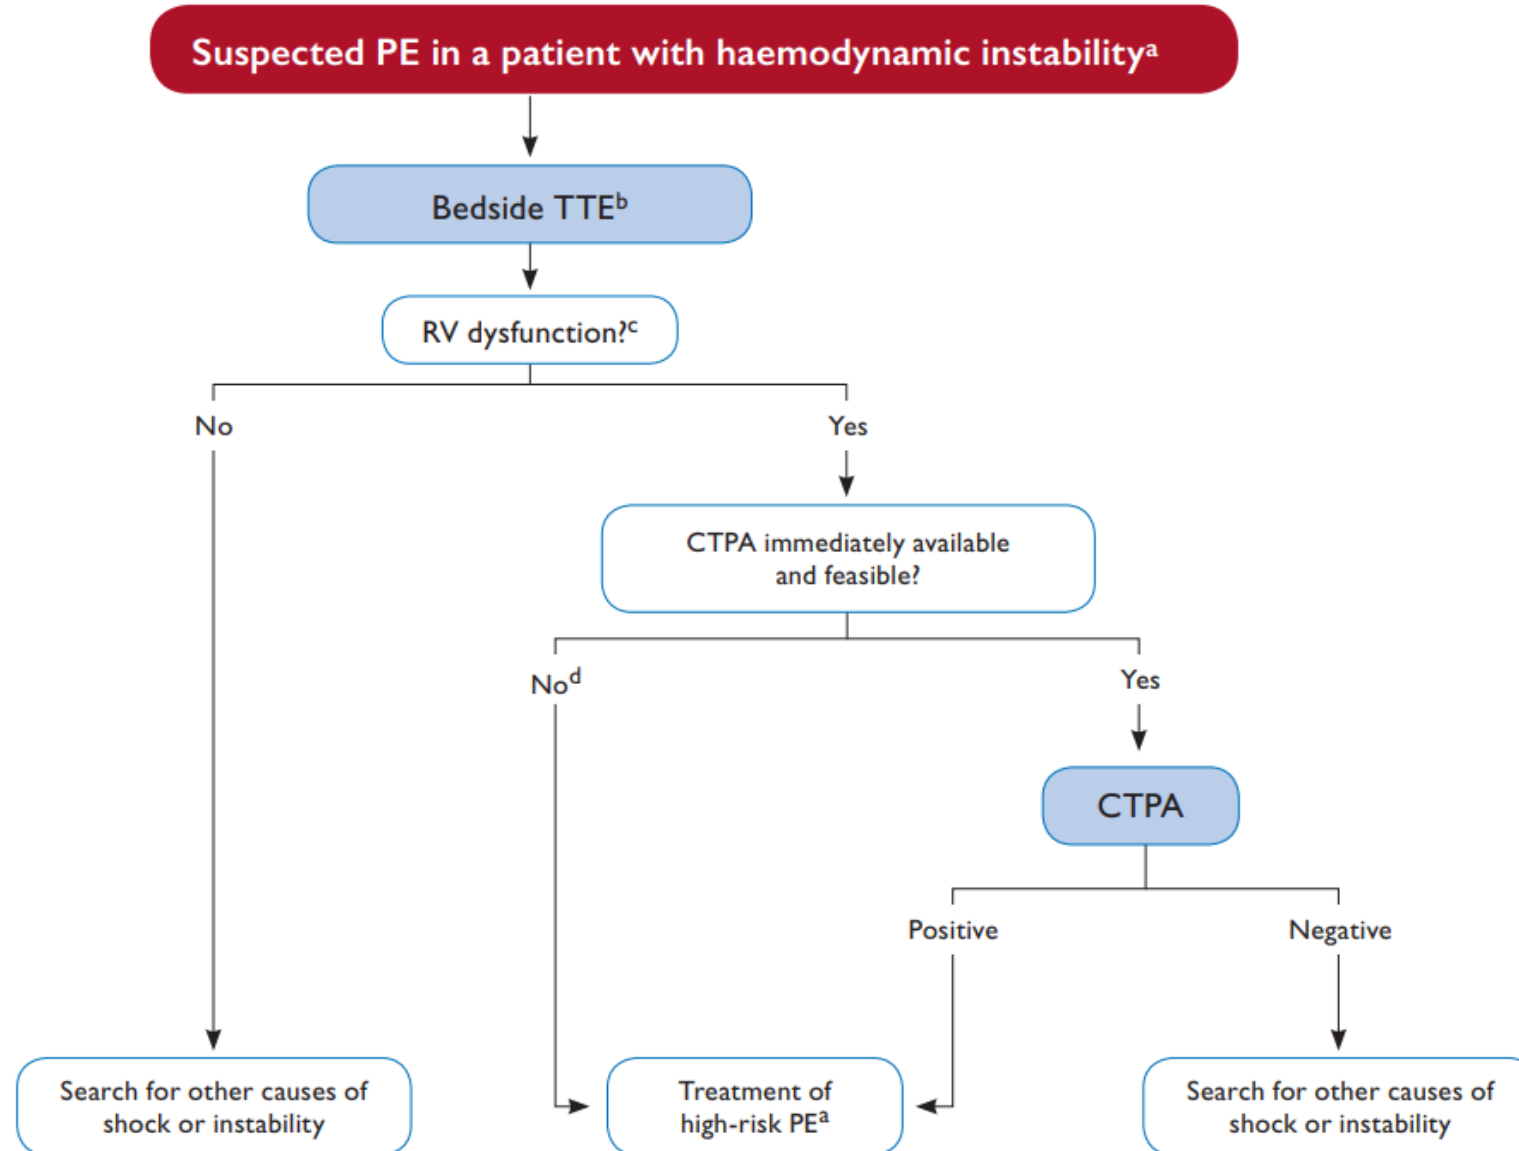 Suspected PE in a patient with haemodynamic instabilityᵃ
Bedside TTEᵇ
RV dysfunction?ᶜ
No
Yes
CTPA immediately available
and feasible?
Noᵈ
Yes
CTPA
Positive
Negative
Search for other causes of
shock or instability
Treatment of
high-risk PEᵃ
Search for other causes of
shock or instability